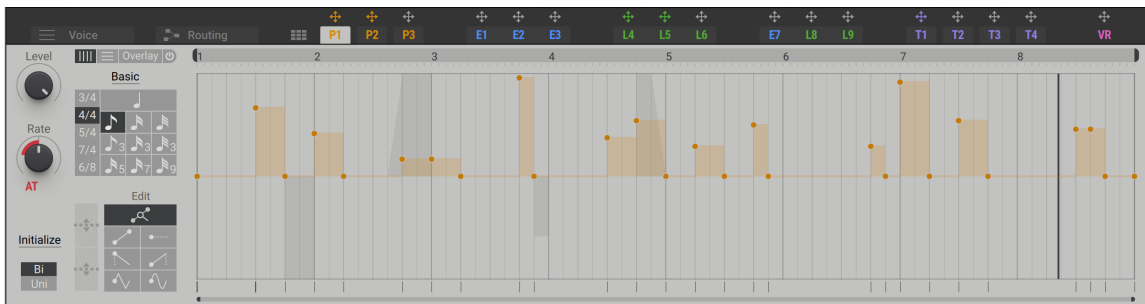 Voice Routing P1 P2 P3 E1 E2 E3 L4 L5 L6 E7 L8 L9 T1 T2 T3 T4 VR
Level Overlay 1 2 3 4 5 6 7 8
Basic
3/4
4/4
Rate 5/4 3 3 3
7/4
6/8 5 7 9
AT
Edit
Initialize
Bi
Uni